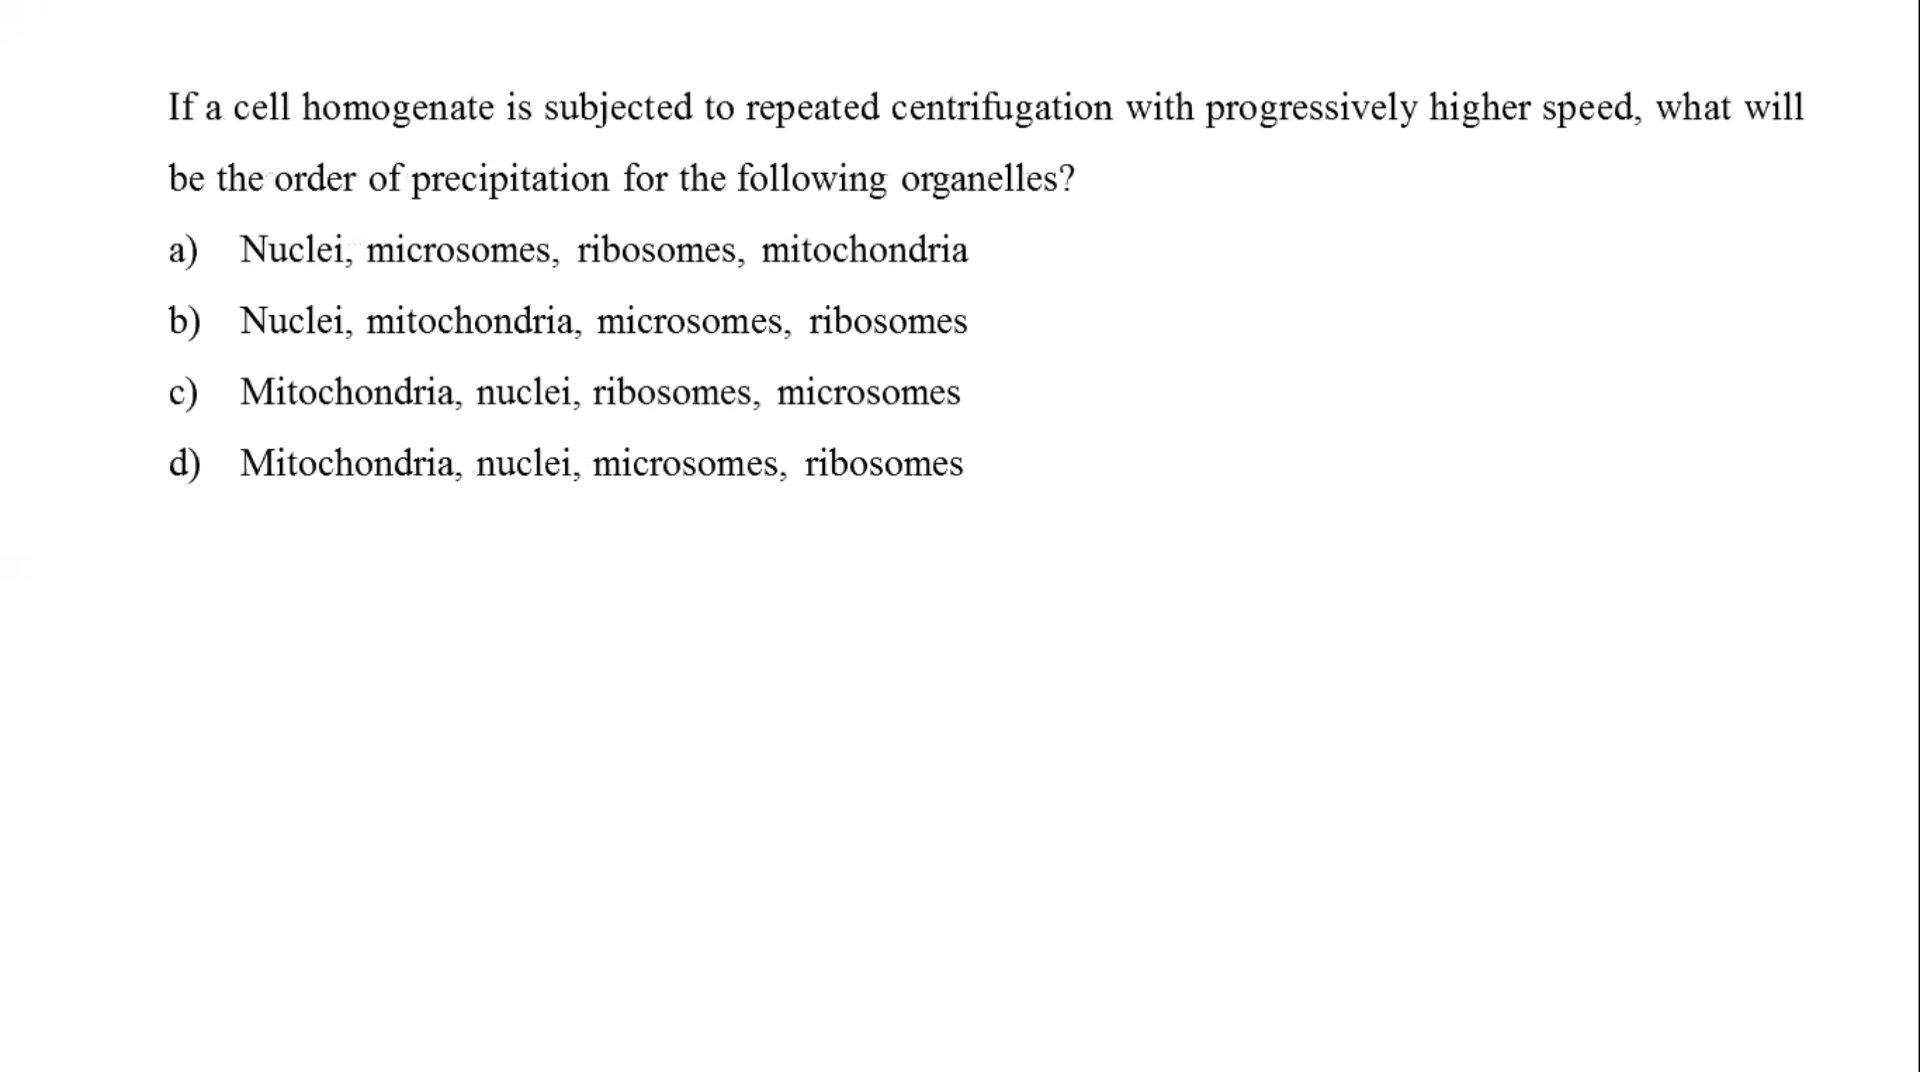 If a cell homogenate is subjected to repeated centrifugation with progressively higher speed, what will
be the order of precipitation for the following organelles?
a) Nuclei, microsomes, ribosomes, mitochondria
b) Nuclei, mitochondria, microsomes, ribosomes
c) Mitochondria, nuclei, ribosomes, microsomes
d) Mitochondria, nuclei, microsomes, ribosomes